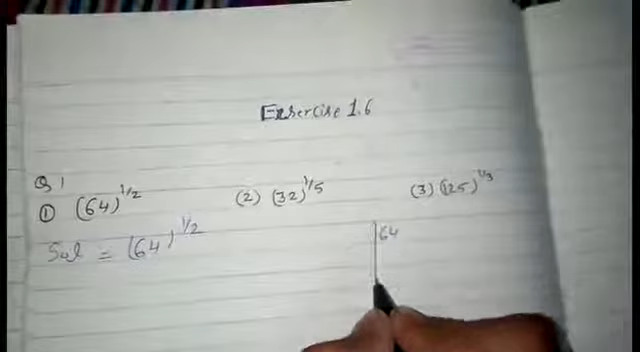 Exercise 1.6
Q 1
① (64)^1/2 (2) (32)^1/5 (3) (125)^1/3
Sol = (64)^1/2
64